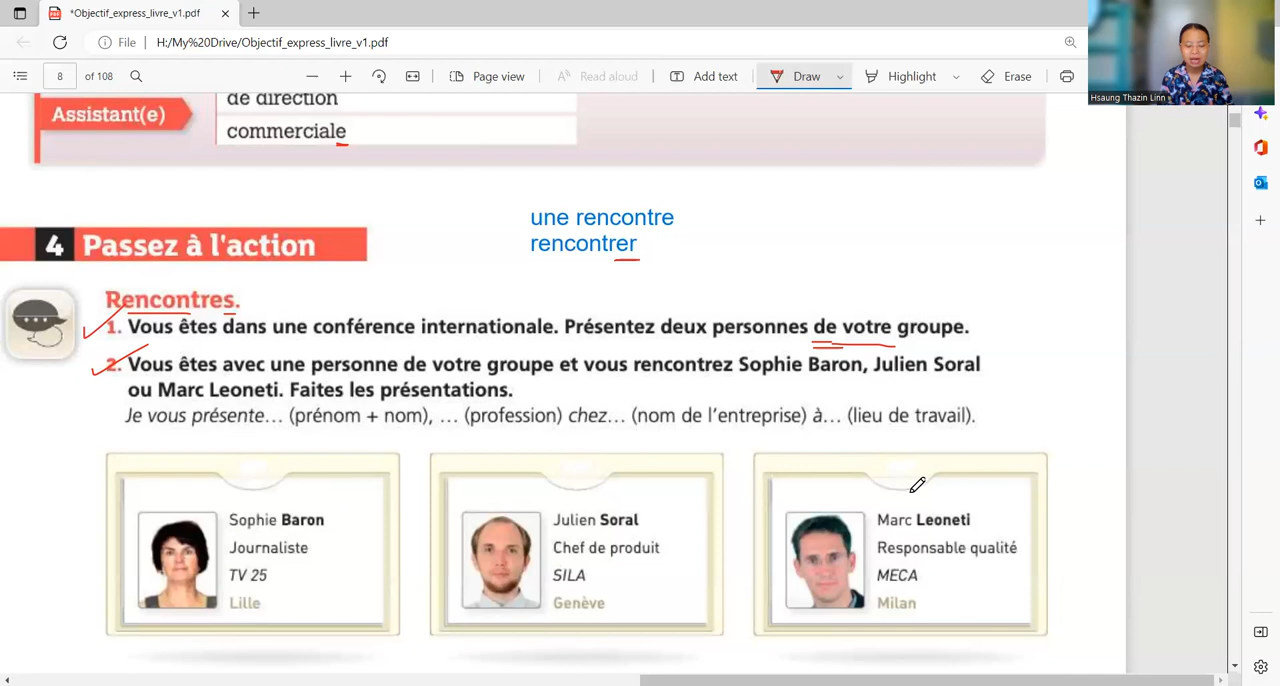 *Objectif_express_livre_v1.pdf
File H:/My%20Drive/Objectif_express_livre_v1.pdf
8 of 108 Page view Read aloud Add text Draw Highlight Erase
Hsaung Thazin Linn
Assistant(e)
de direction
commerciale
une rencontre
rencontrer
4 Passez à l'action
Rencontres.
1. Vous êtes dans une conférence internationale. Présentez deux personnes de votre groupe.
2. Vous êtes avec une personne de votre groupe et vous rencontrez Sophie Baron, Julien Soral
ou Marc Leoneti. Faites les présentations.
Je vous présente… (prénom + nom), … (profession) chez… (nom de l'entreprise) à… (lieu de travail).
Sophie Baron
Journaliste
TV 25
Lille
Julien Soral
Chef de produit
SILA
Genève
Marc Leoneti
Responsable qualité
MECA
Milan